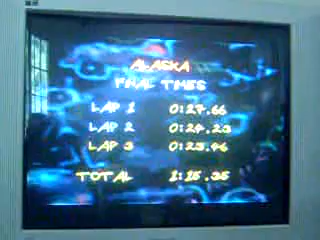 ALASKA
FINAL TIMES
LAP 1 0:27.66
LAP 2 0:24.23
LAP 3 0:23.46
TOTAL 1:15.35